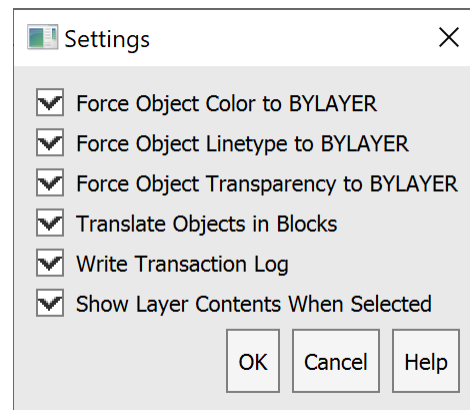 Settings
Force Object Color to BYLAYER
Force Object Linetype to BYLAYER
Force Object Transparency to BYLAYER
Translate Objects in Blocks
Write Transaction Log
Show Layer Contents When Selected
OK Cancel Help